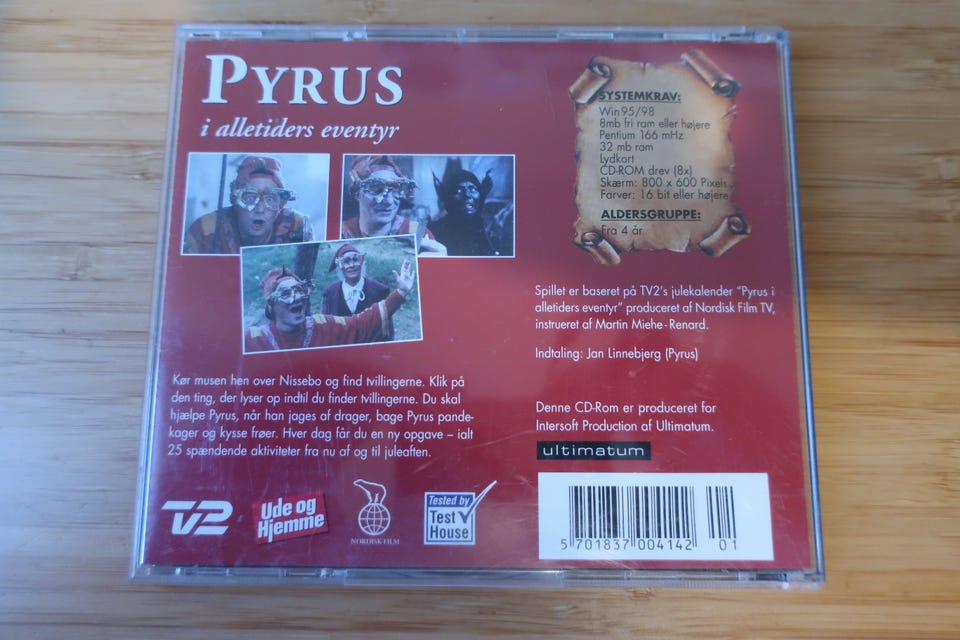 PYRUS
i alletiders eventyr
SYSTEMKRAV:
Win 95/98
8mb fri ram eller højere
Pentium 166 mHz
32 mb ram
Lydkort
CD-ROM drev (8x)
Skærm: 800 x 600 Pixels
Farver: 16 bit eller højere
ALDERSGRUPPE:
Fra 4 år
Spillet er baseret på TV2's julekalender "Pyrus i
alletiders eventyr" produceret af Nordisk Film TV,
instrueret af Martin Miehe-Renard.
Indtaling: Jan Linnebjerg (Pyrus)
Kør musen hen over Nissebo og find tvillingerne. Klik på
den ting, der lyser op indtil du finder tvillingerne. Du skal
hjælpe Pyrus, når han jages af drager, bage Pyrus pande-
kager og kysse frøer. Hver dag får du en ny opgave – ialt
25 spændende aktiviteter fra nu af og til juleaften.
Denne CD-Rom er produceret for
Intersoft Production af Ultimatum.
ultimatum
TV2
Ude og
Hjemme
NORDISK FILM
Tested by
Test
House
5 701837 004142 01